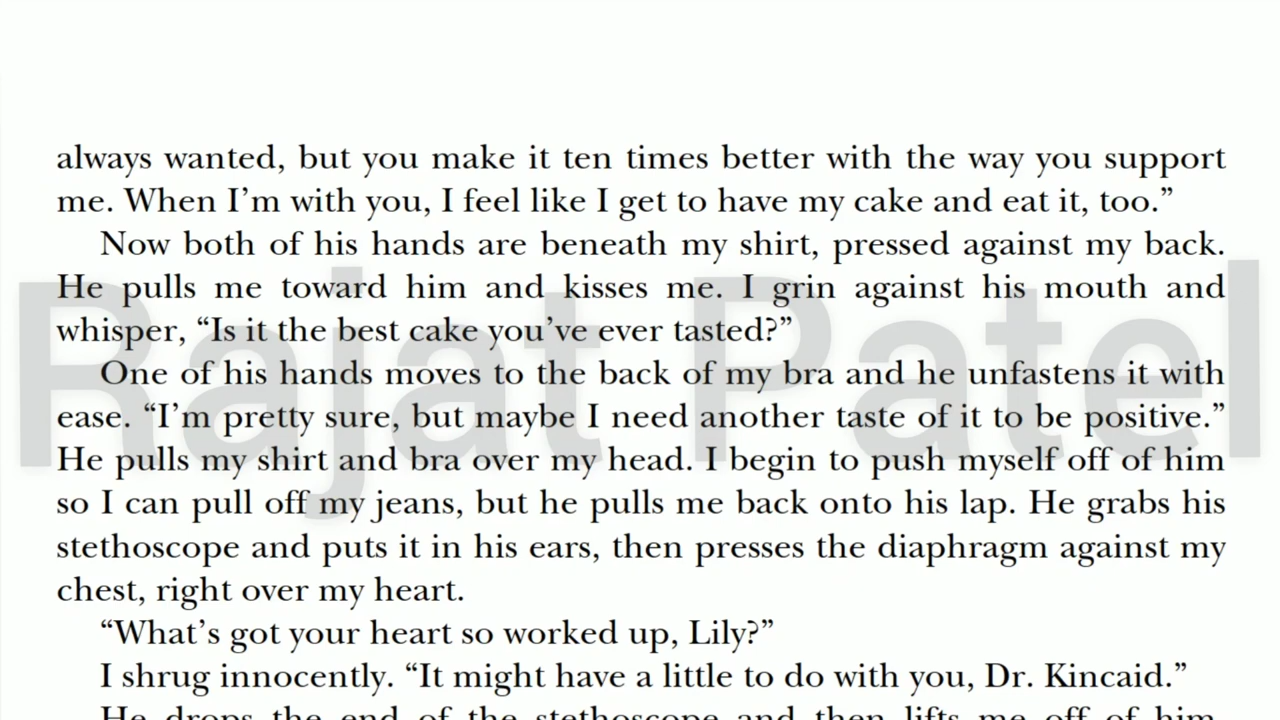 always wanted, but you make it ten times better with the way you support
me. When I’m with you, I feel like I get to have my cake and eat it, too.”
Now both of his hands are beneath my shirt, pressed against my back.
He pulls me toward him and kisses me. I grin against his mouth and
whisper, “Is it the best cake you’ve ever tasted?”
One of his hands moves to the back of my bra and he unfastens it with
ease. “I’m pretty sure, but maybe I need another taste of it to be positive.”
He pulls my shirt and bra over my head. I begin to push myself off of him
so I can pull off my jeans, but he pulls me back onto his lap. He grabs his
stethoscope and puts it in his ears, then presses the diaphragm against my
chest, right over my heart.
“What’s got your heart so worked up, Lily?”
I shrug innocently. “It might have a little to do with you, Dr. Kincaid.”
He drops the end of the stethoscope and then lifts me off of him,
Rajat Patel